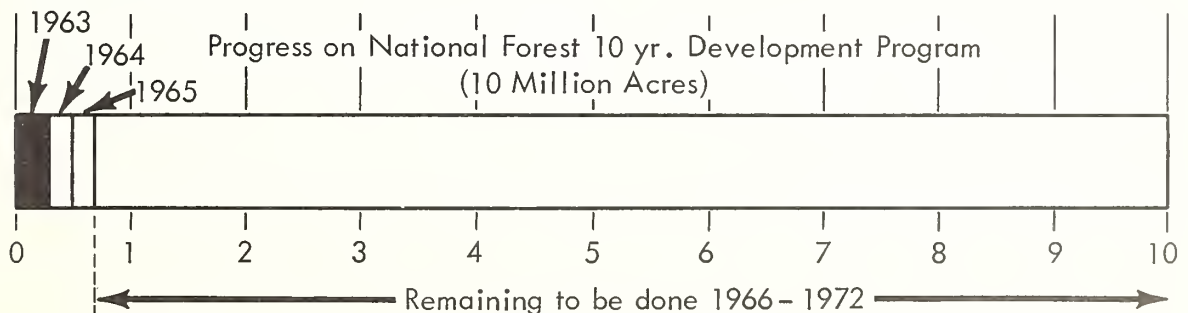 1963
1964
1965
Progress on National Forest 10 yr. Development Program
(10 Million Acres)
0 1 2 3 4 5 6 7 8 9 10
Remaining to be done 1966-1972